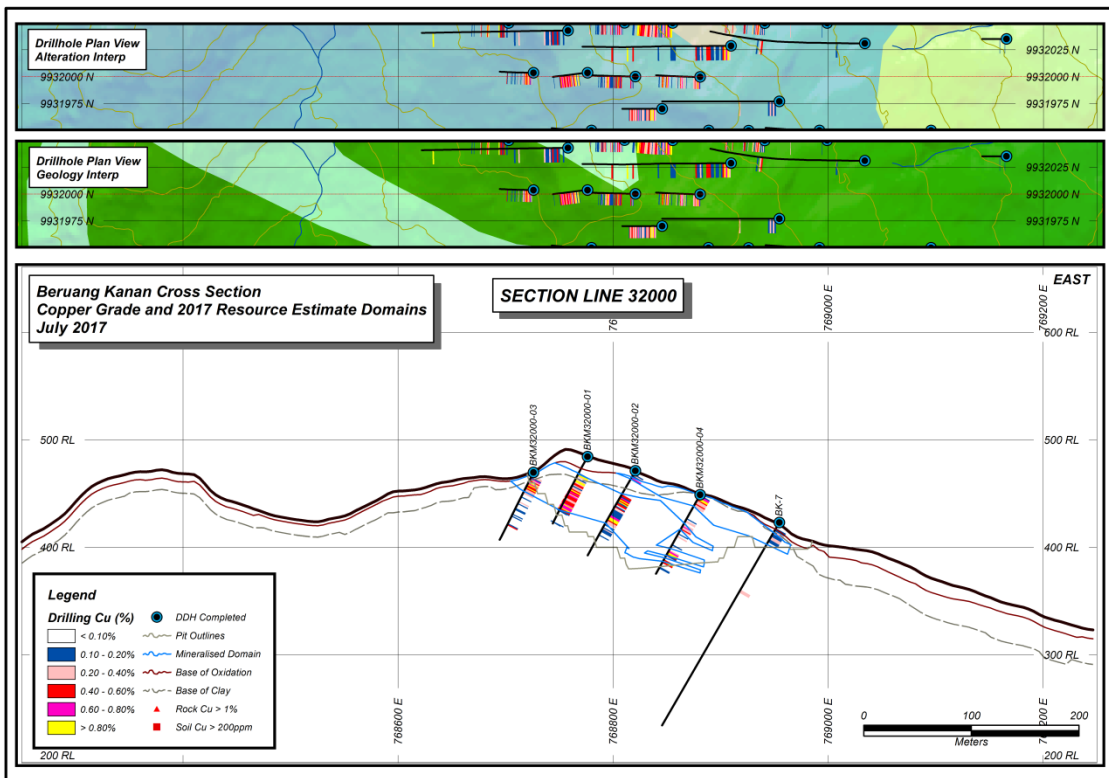 Drillhole Plan View
Alteration Interp
9932025 N
9932025 N
9932000 N
9932000 N
9931975 N
9931975 N
Drillhole Plan View
Geology Interp
9932025 N
9932025 N
9932000 N
9932000 N
9931975 N
9931975 N
Beruang Kanan Cross Section
Copper Grade and 2017 Resource Estimate Domains
July 2017
SECTION LINE 32000
EAST
769000 E
769200 E
600 RL
500 RL
500 RL
400 RL
400 RL
300 RL
200 RL
200 RL
BKM32000-03
BKM32000-01
BKM32000-02
BKM32000-04
BK-7
Legend
Drilling Cu (%)
< 0.10%
0.10 - 0.20%
0.20 - 0.40%
0.40 - 0.60%
0.60 - 0.80%
> 0.80%
DDH Completed
Pit Outlines
Mineralised Domain
Base of Oxidation
Base of Clay
Rock Cu > 1%
Soil Cu > 200ppm
768600 E
768800 E
769000 E
769200 E
0
100
200
Meters